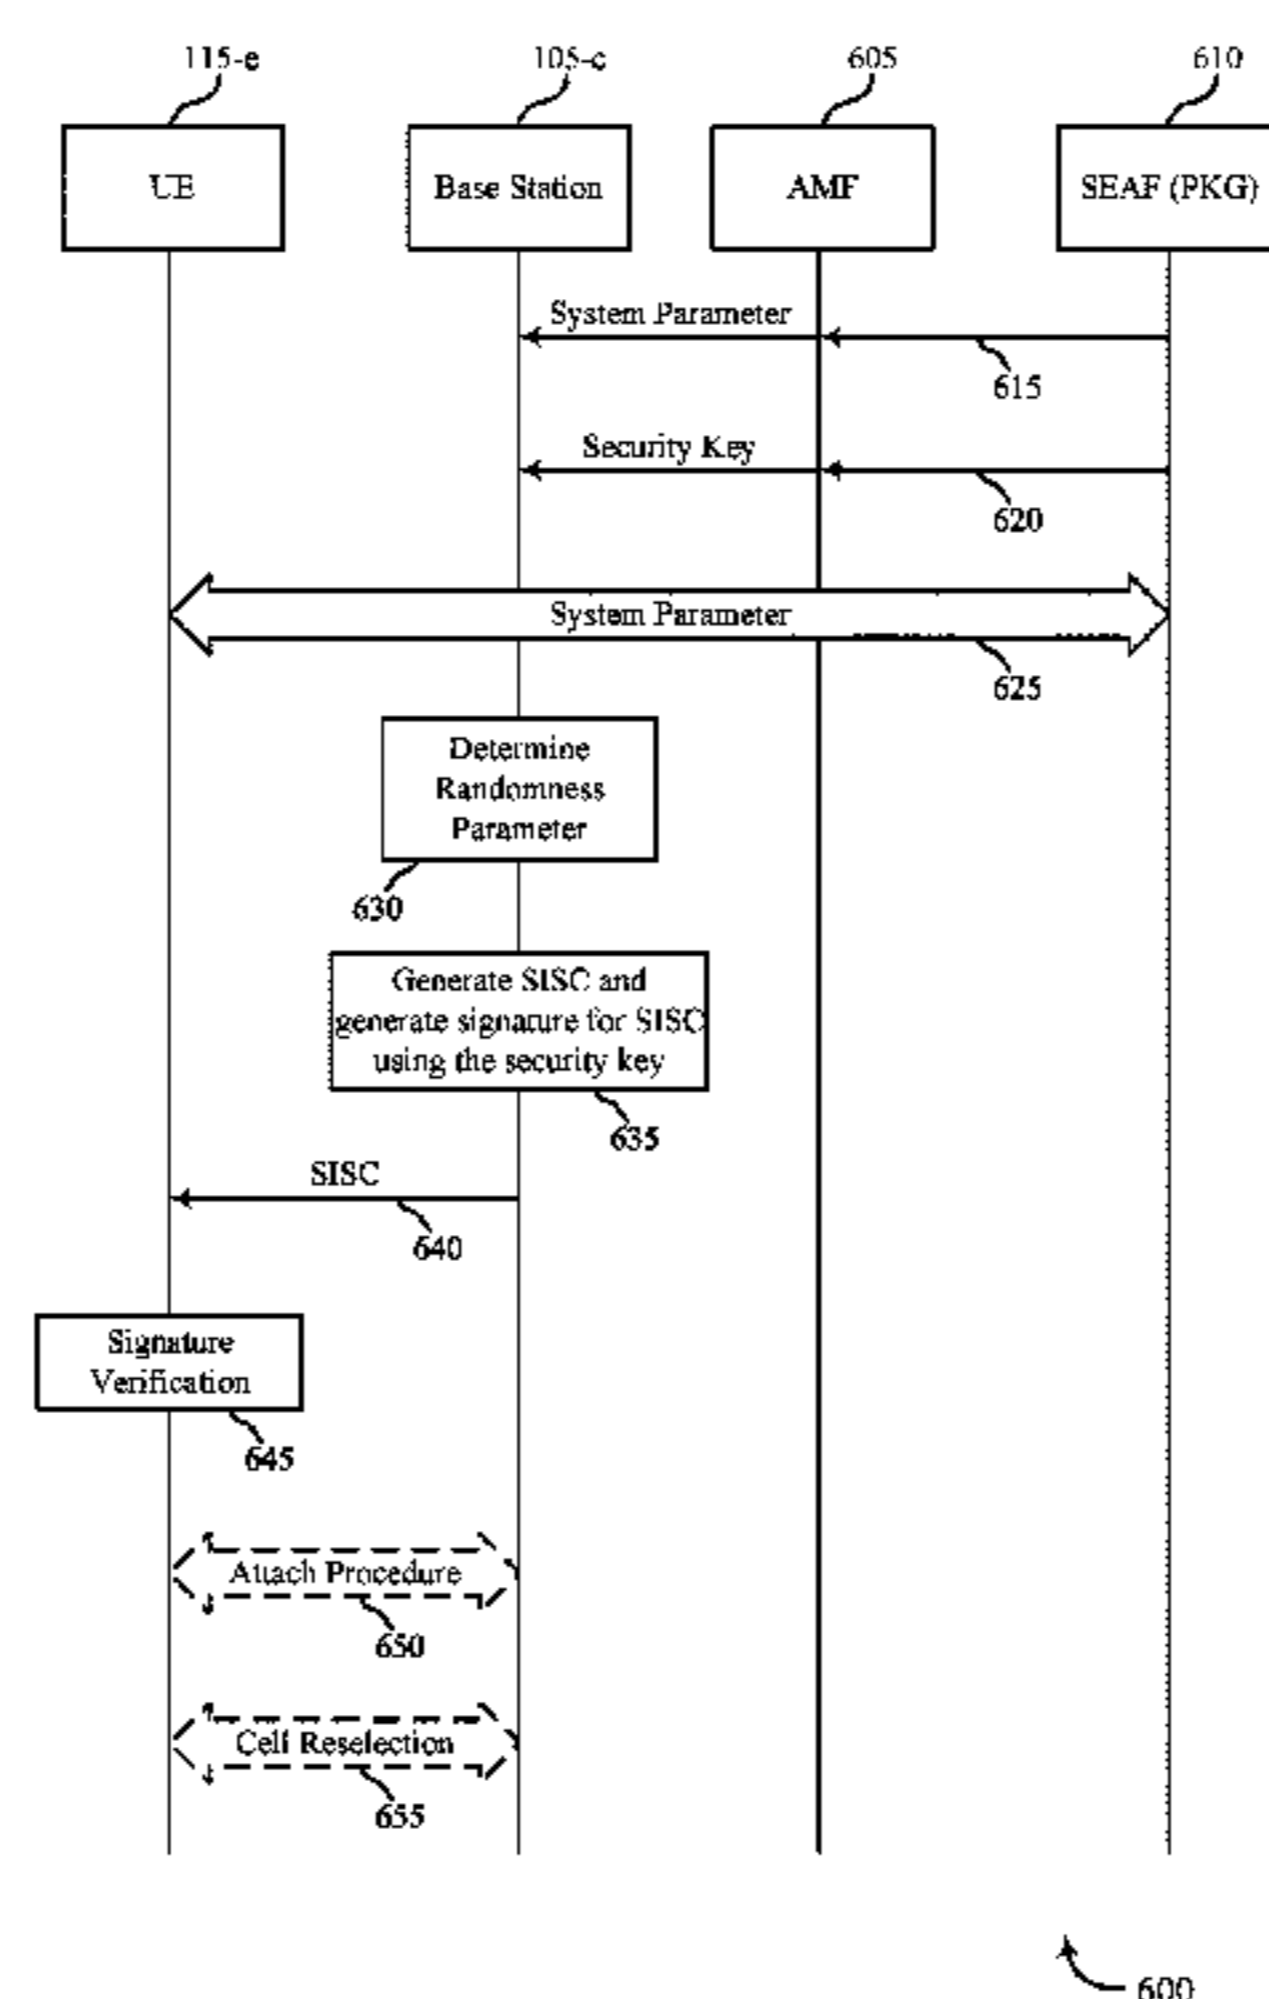 115-e
105-c
605
610
UE
Base Station
AMF
SEAF (PKG)
System Parameter
615
Security Key
620
System Parameter
625
Determine
Randomness
Parameter
630
Generate SISC and
generate signature for SISC
using the security key
635
SISC
640
Signature
Verification
645
Attach Procedure
650
Cell Reselection
655
600